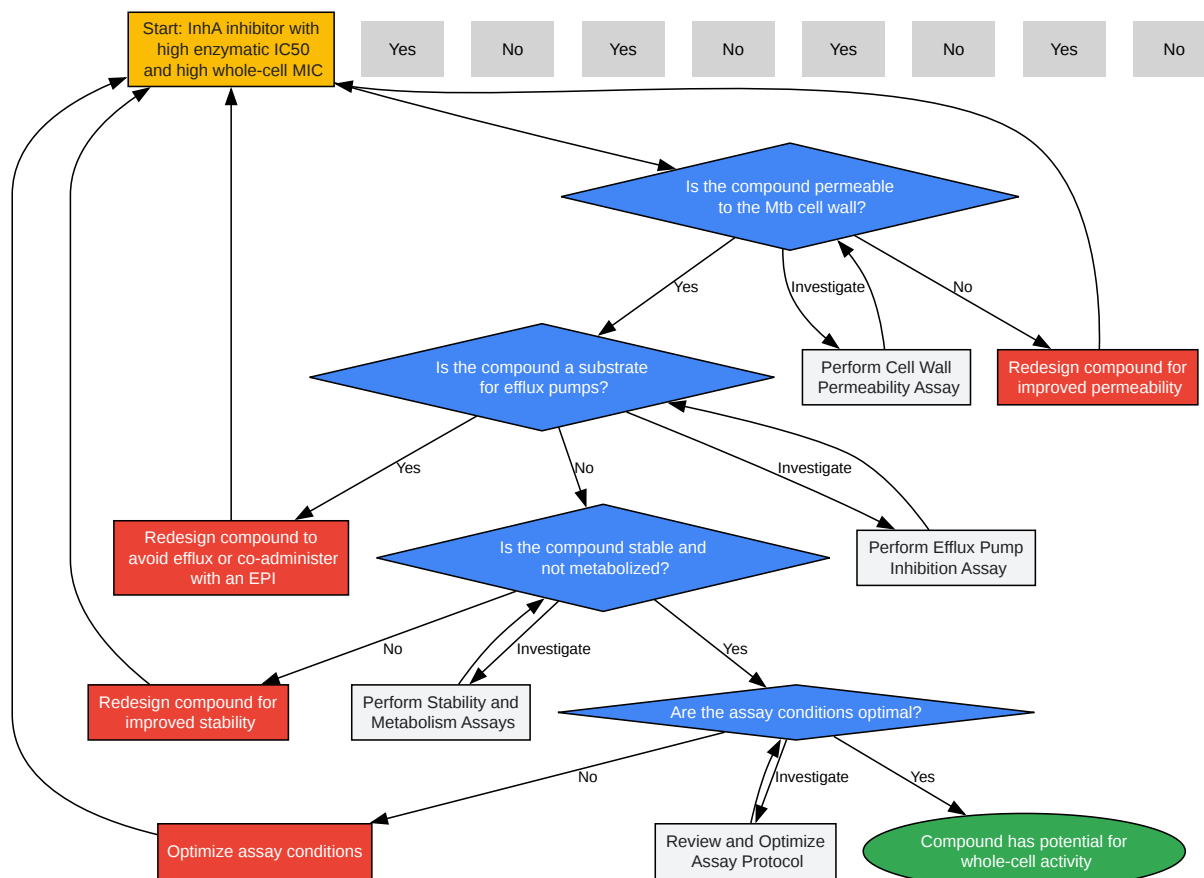 Start: InhA inhibitor with
high enzymatic IC50
and high whole-cell MIC
Yes
No
Yes
No
Yes
No
Yes
No
Is the compound permeable
to the Mtb cell wall?
Yes
Investigate
No
Is the compound a substrate
for efflux pumps?
Perform Cell Wall
Permeability Assay
Redesign compound for
improved permeability
Yes
No
Investigate
Redesign compound to
avoid efflux or co-administer
with an EPI
Is the compound stable and
not metabolized?
Perform Efflux Pump
Inhibition Assay
No
Investigate
Yes
Redesign compound for
improved stability
Perform Stability and
Metabolism Assays
Are the assay conditions optimal?
No
Investigate
Yes
Optimize assay conditions
Review and Optimize
Assay Protocol
Compound has potential for
whole-cell activity